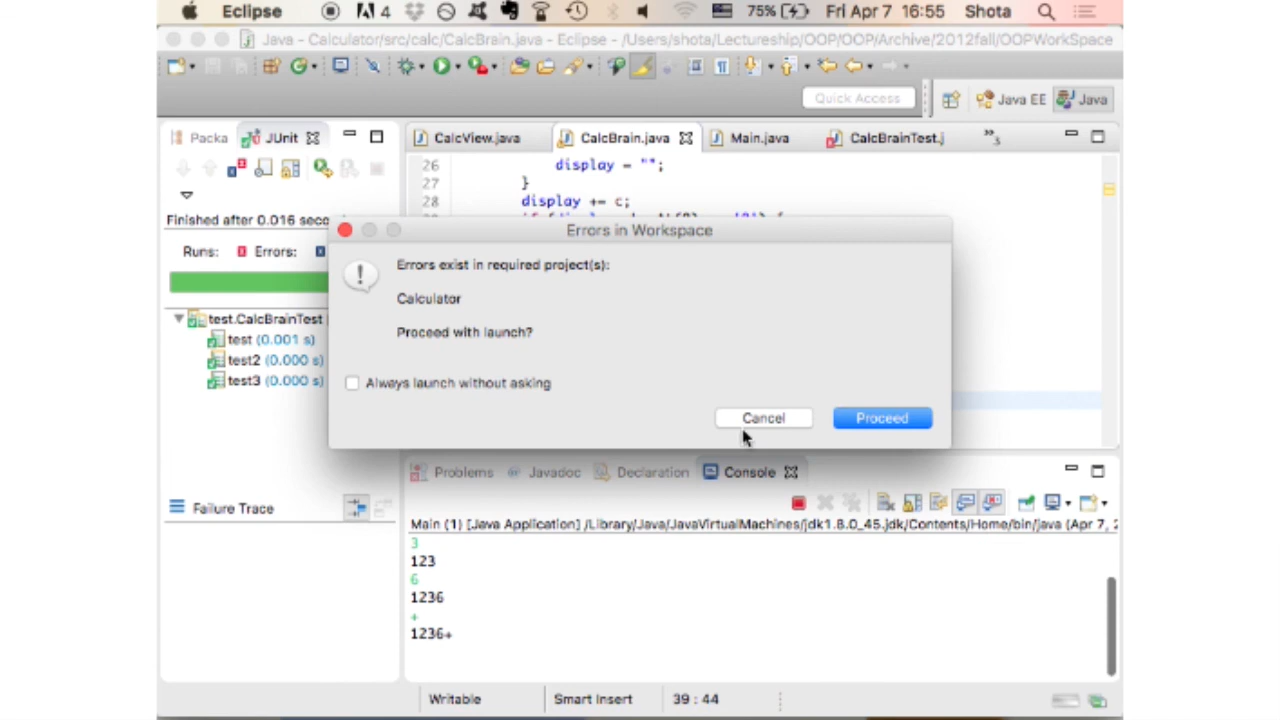 Eclipse 4 75% Fri Apr 7 16:55 Shota
Java - Calculator/src/calc/CalcBrain.java - Eclipse - /Users/shota/Lectureship/OOP/OOP/Archive/2012fall/OOPWorkSpace
Quick Access Java EE Java
Packa JUnit CalcView.java CalcBrain.java Main.java CalcBrainTest.j »3
26 display = "";
27 }
28 display += c;
Finished after 0.016 seco
Runs: Errors:
Errors in Workspace
Errors exist in required project(s):
Calculator
Proceed with launch?
Always launch without asking
Cancel Proceed
test.CalcBrainTest
test (0.001 s)
test2 (0.000 s)
test3 (0.000 s)
Failure Trace
Problems @ Javadoc Declaration Console
Main (1) [Java Application] /Library/Java/JavaVirtualMachines/jdk1.8.0_45.jdk/Contents/Home/bin/java (Apr 7, 2
3
123
6
1236
+
1236+
Writable Smart Insert 39 : 44